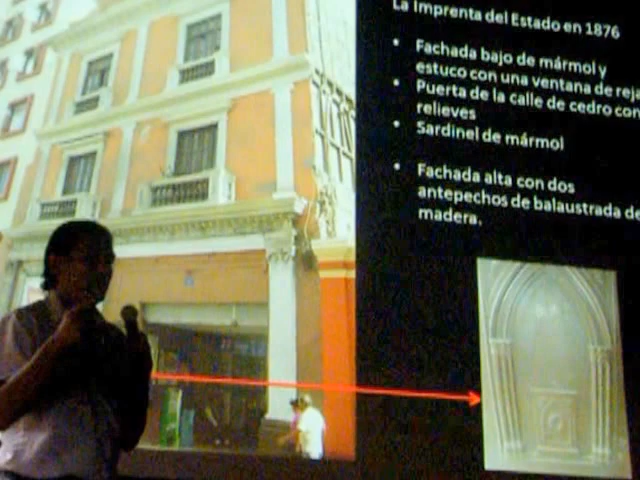 La Imprenta del Estado en 1876
• Fachada bajo de mármol y
estuco con una ventana de reja
• Puerta de la calle de cedro con
relieves
• Sardinel de mármol
• Fachada alta con dos
antepechos de balaustrada de
madera.